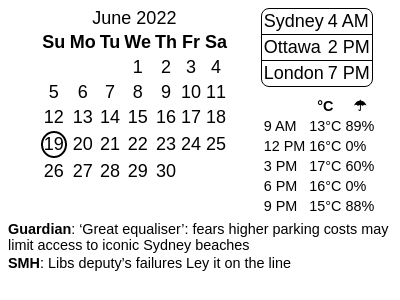 June 2022
Su Mo Tu We Th Fr Sa
1 2 3 4
5 6 7 8 9 10 11
12 13 14 15 16 17 18
19 20 21 22 23 24 25
26 27 28 29 30
Sydney 4 AM
Ottawa 2 PM
London 7 PM
°C ☂
9 AM 13°C 89%
12 PM 16°C 0%
3 PM 17°C 60%
6 PM 16°C 0%
9 PM 15°C 88%
Guardian: ‘Great equaliser’: fears higher parking costs may
limit access to iconic Sydney beaches
SMH: Libs deputy’s failures Ley it on the line